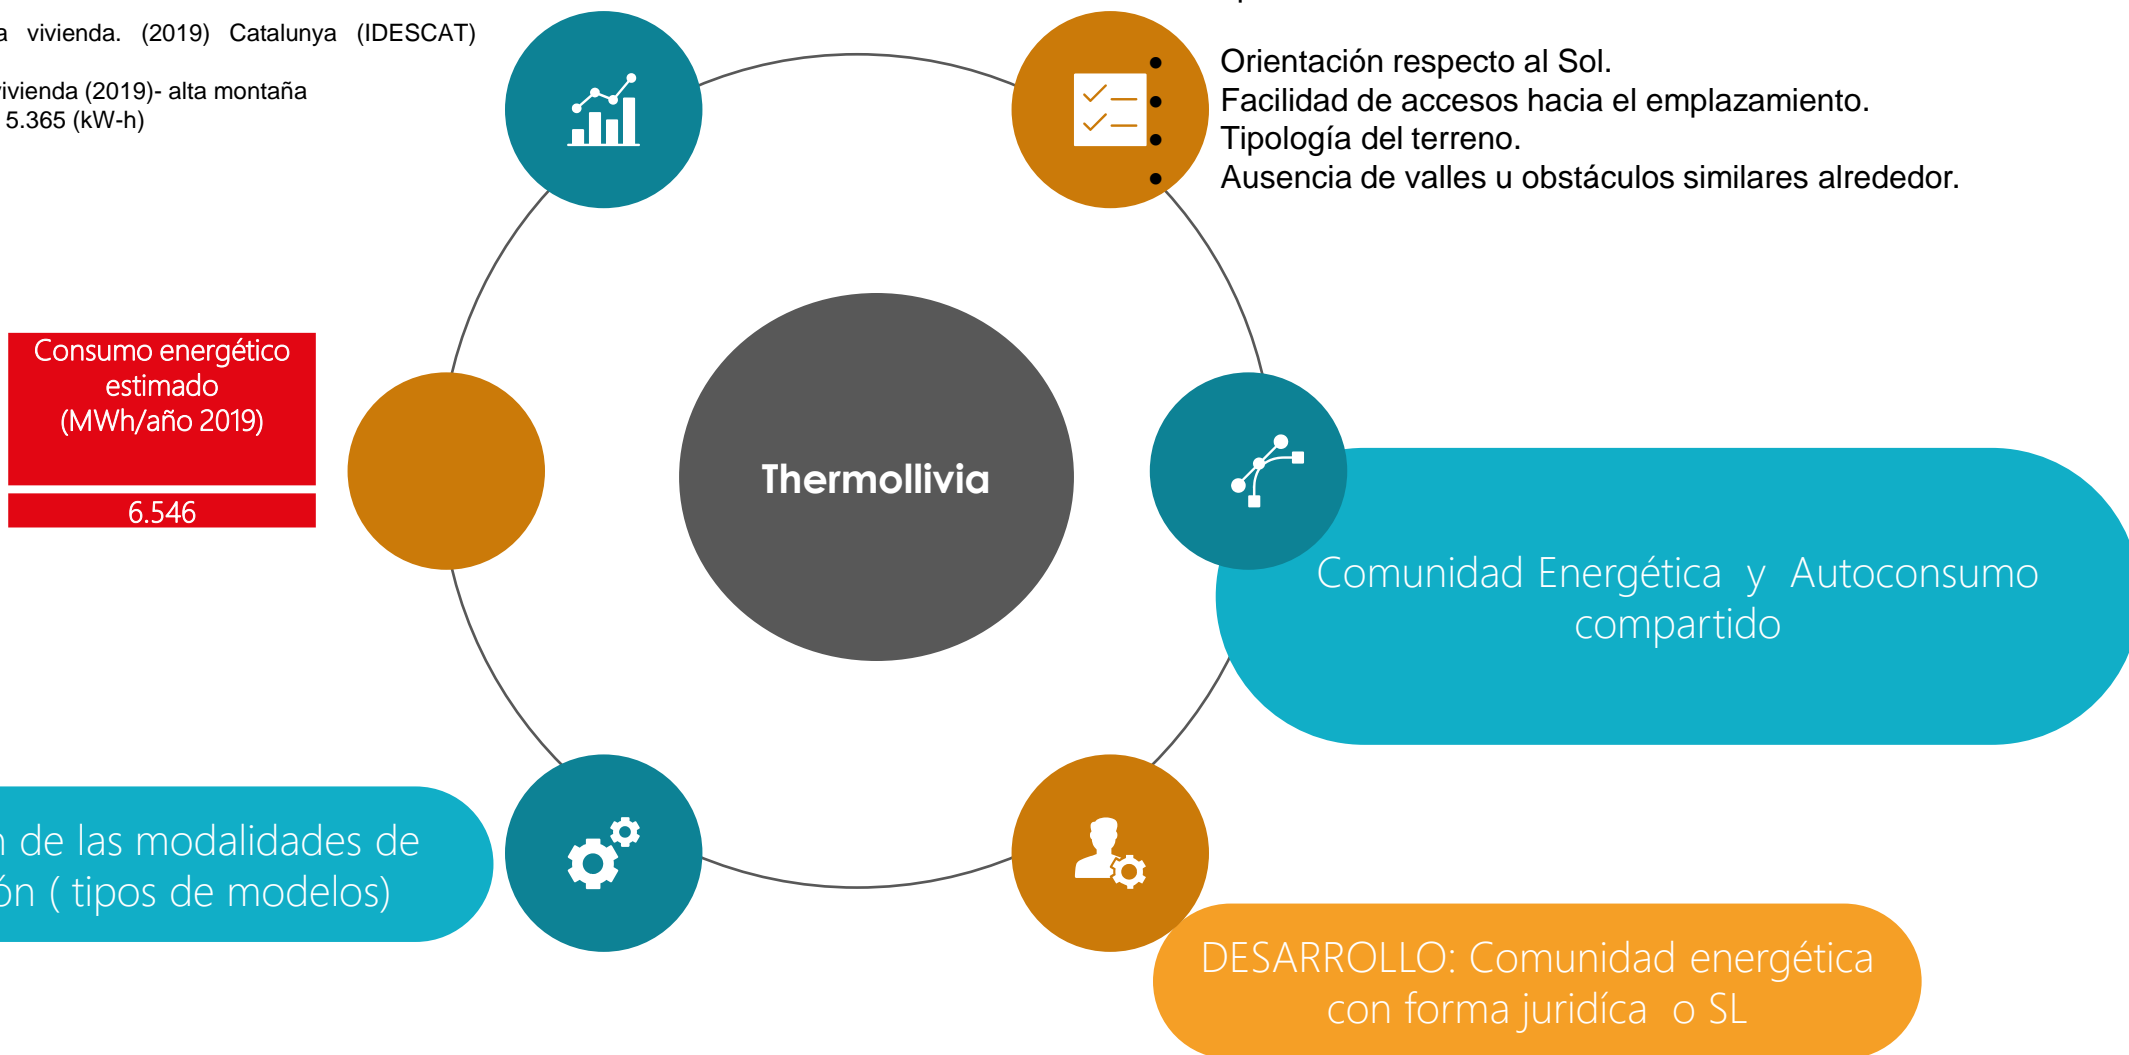 a vivienda. (2019) Catalunya (IDESCAT)
vivienda (2019)- alta montaña
5.365 (kW-h)
• Orientación respecto al Sol.
• Facilidad de accesos hacia el emplazamiento.
• Tipología del terreno.
• Ausencia de valles u obstáculos similares alrededor.
Consumo energético
estimado
(MWh/año 2019)
6.546
Thermollivia
Comunidad Energética y Autoconsumo
compartido
n de las modalidades de
ón ( tipos de modelos)
DESARROLLO: Comunidad energética
con forma juridíca o SL